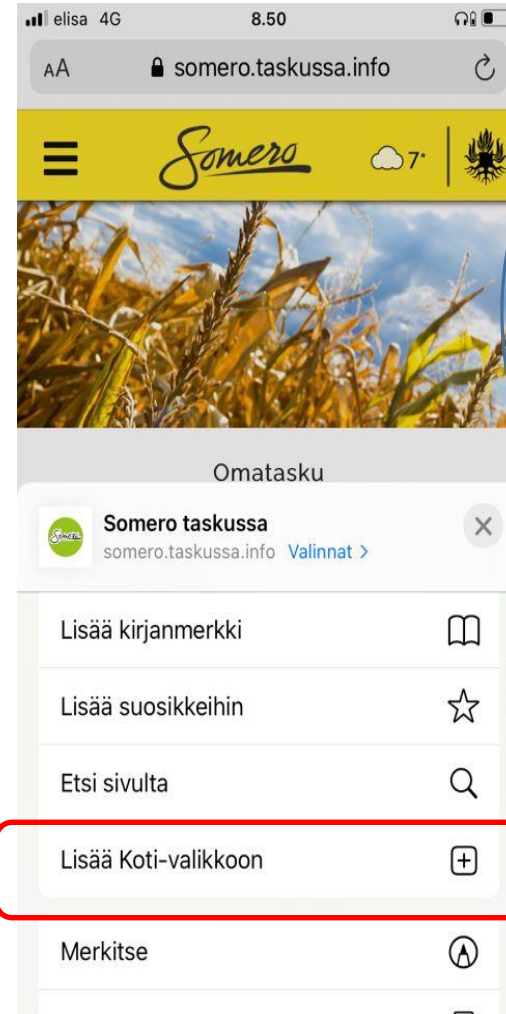 elisa 4G 8.50
AA somero.taskussa.info
Somero 7°
Omatasku
Somero
Somero taskussa
somero.taskussa.info Valinnat >
Lisää kirjanmerkki
Lisää suosikkeihin
Etsi sivulta
Lisää Koti-valikkoon
Merkitse